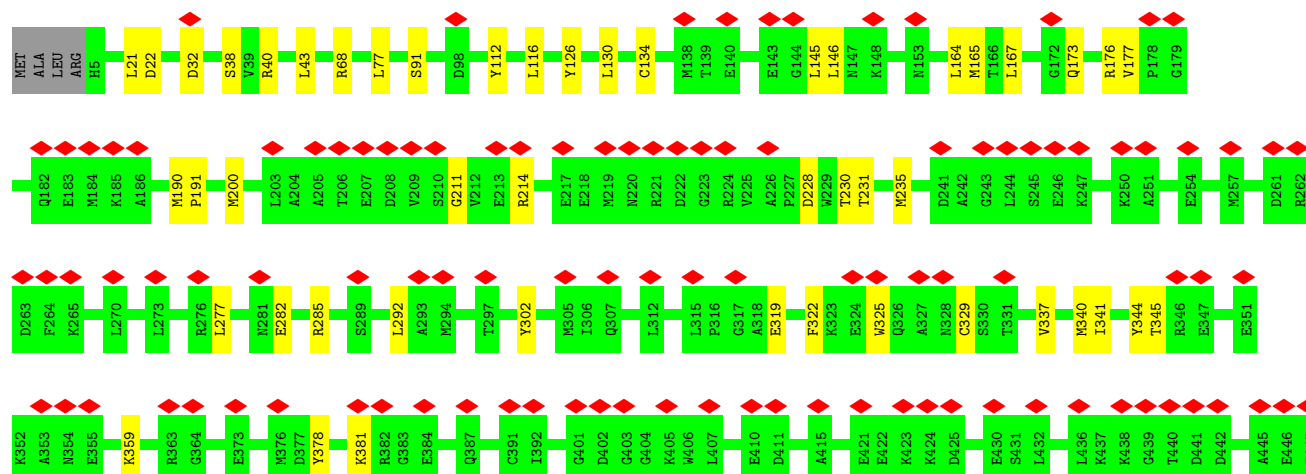 MET ALA LEU ARG H5 L21 D22 D32 S38 V39 R40 L43 R68 L77 S91 D98 Y112 L116 Y126 L130 C134 M138 T139 E140 E143 G144 L145 L146 N147 K148 N153 L164 M165 T166 L167 G172 Q173 R176 V177 P178 G179
Q182 E183 M184 K185 A186 M190 P191 M200 L203 A204 A205 T206 E207 D208 V209 S210 G211 V212 E213 R214 E217 E218 M219 N220 R221 D222 G223 R224 V225 A226 P227 D228 W229 T230 T231 M235 D241 A242 G243 L244 S245 E246 K247 K250 A251 E254 M257 D261 R262
D263 F264 K265 L270 L273 R276 L277 N281 E282 R285 S289 L292 A293 M294 T297 Y302 M305 I306 Q307 L312 L315 P316 G317 A318 E319 F322 K323 E324 W325 Q326 A327 N328 G329 S330 T331 V337 M340 I341 Y344 T345 R346 E347 E351
K352 A353 N354 E355 K359 R363 G364 E373 M376 D377 Y378 K381 R382 G383 E384 Q387 C391 I392 G401 D402 G403 G404 K405 W406 L407 E410 D411 A415 E421 E422 K423 K424 D425 E430 S431 L432 L436 K437 K438 G439 T440 D441 D442 A445 E446